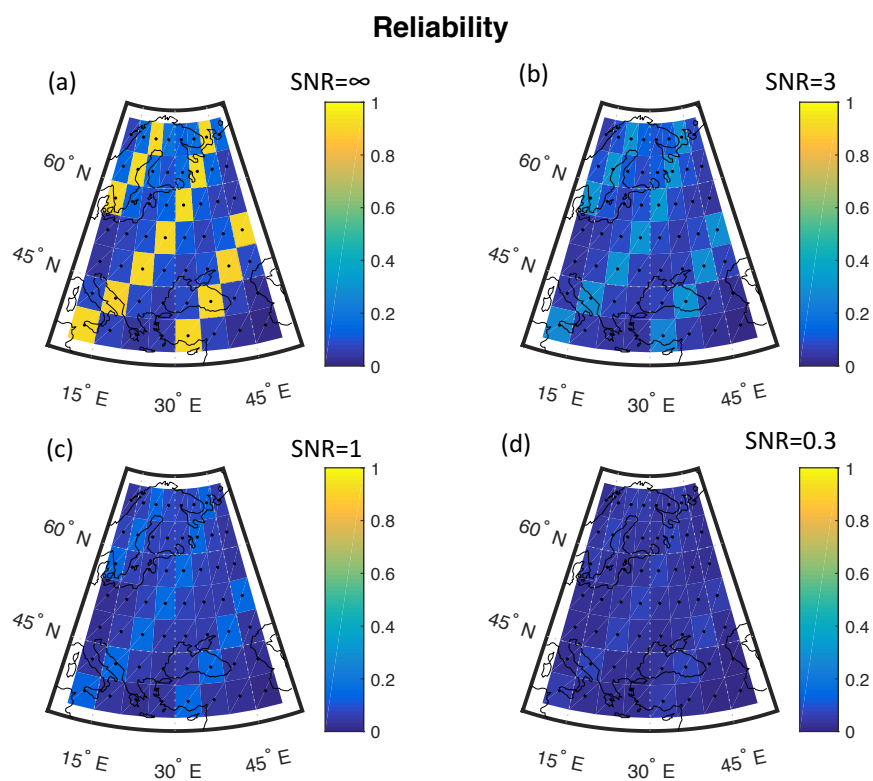 Reliability
(a)
SNR=∞
1
0.8
0.6
0.4
0.2
0
60° N
45° N
15° E
30° E
45° E
(b)
SNR=3
1
0.8
0.6
0.4
0.2
0
60° N
45° N
15° E
30° E
45° E
(c)
SNR=1
1
0.8
0.6
0.4
0.2
0
60° N
45° N
15° E
30° E
45° E
(d)
SNR=0.3
1
0.8
0.6
0.4
0.2
0
60° N
45° N
15° E
30° E
45° E